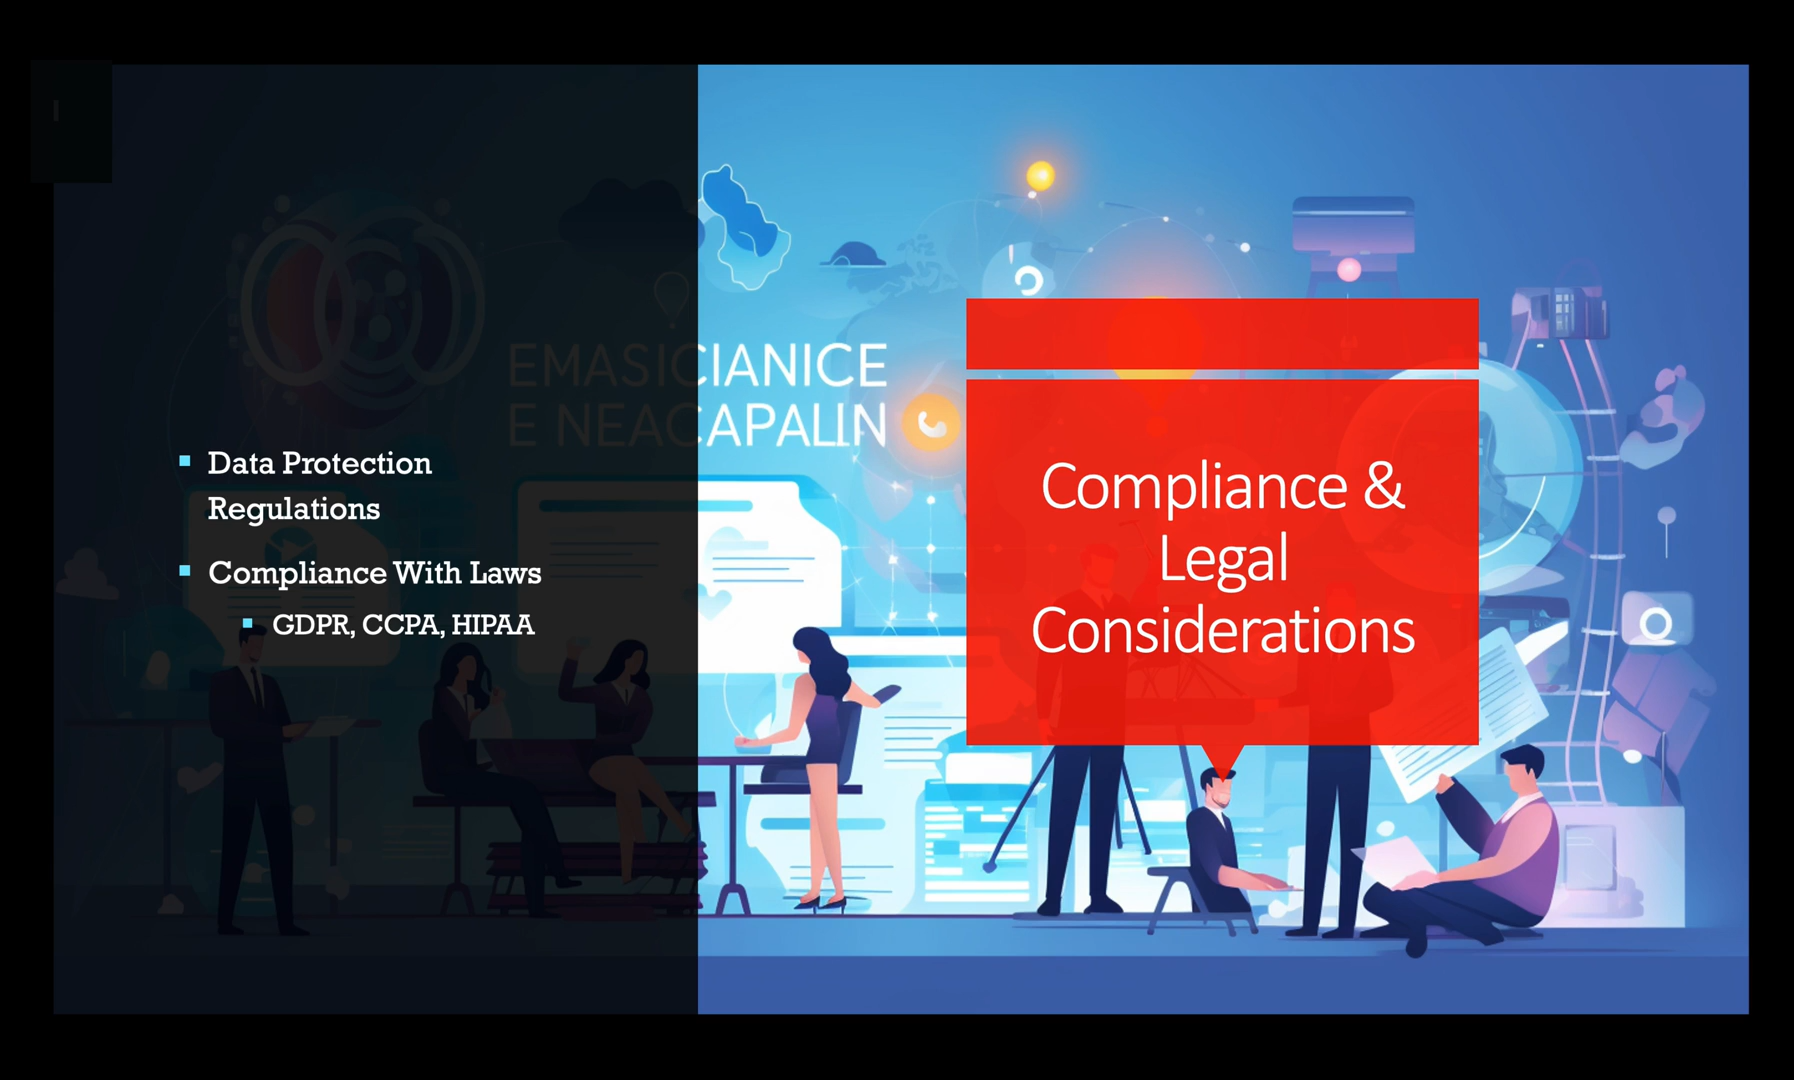 EMASICIANICE
E NEACAPALIN
Data Protection
Regulations
Compliance With Laws
GDPR, CCPA, HIPAA
Compliance &
Legal
Considerations